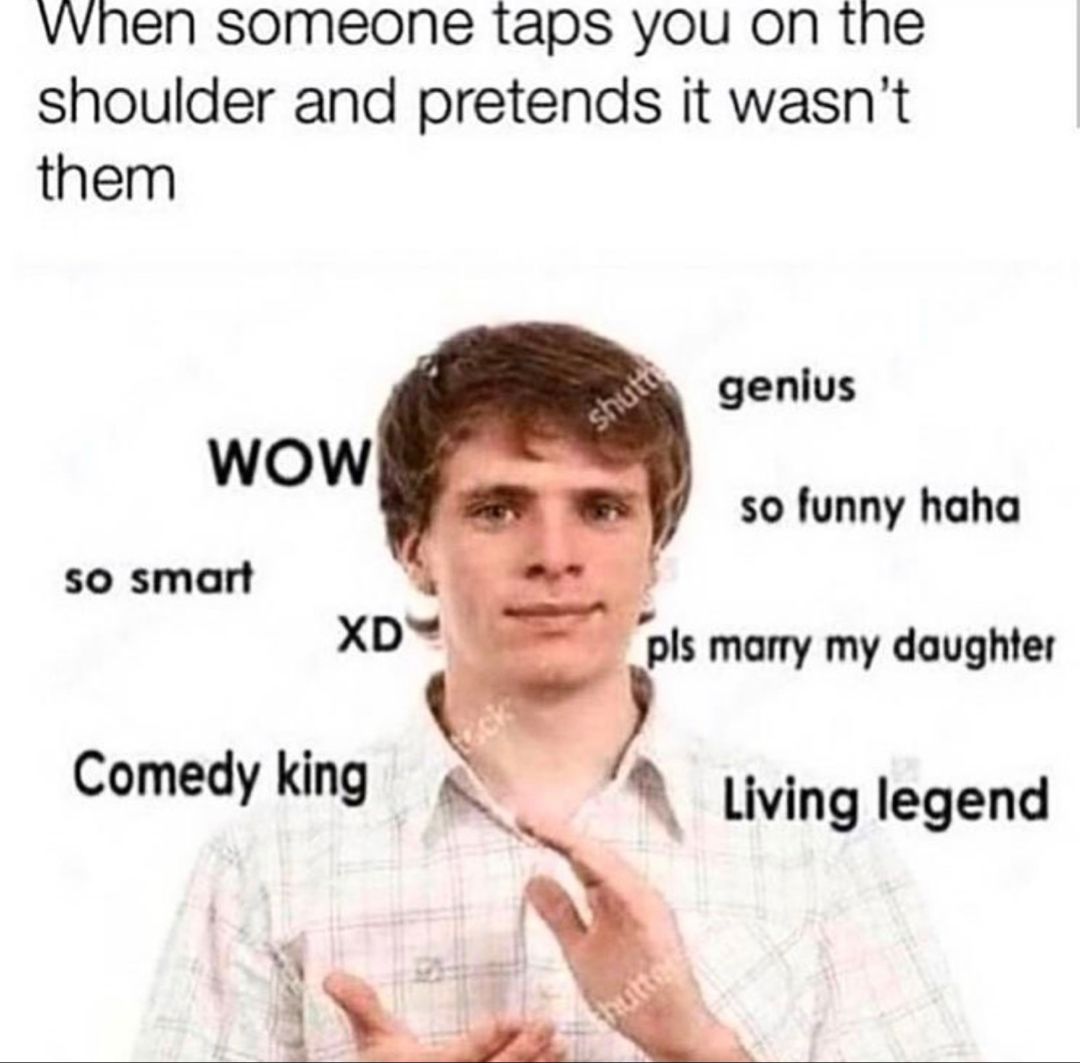 When someone taps you on the
shoulder and pretends it wasn't
them
genius
WOW
so funny haha
so smart
XD
pls marry my daughter
Comedy king
Living legend